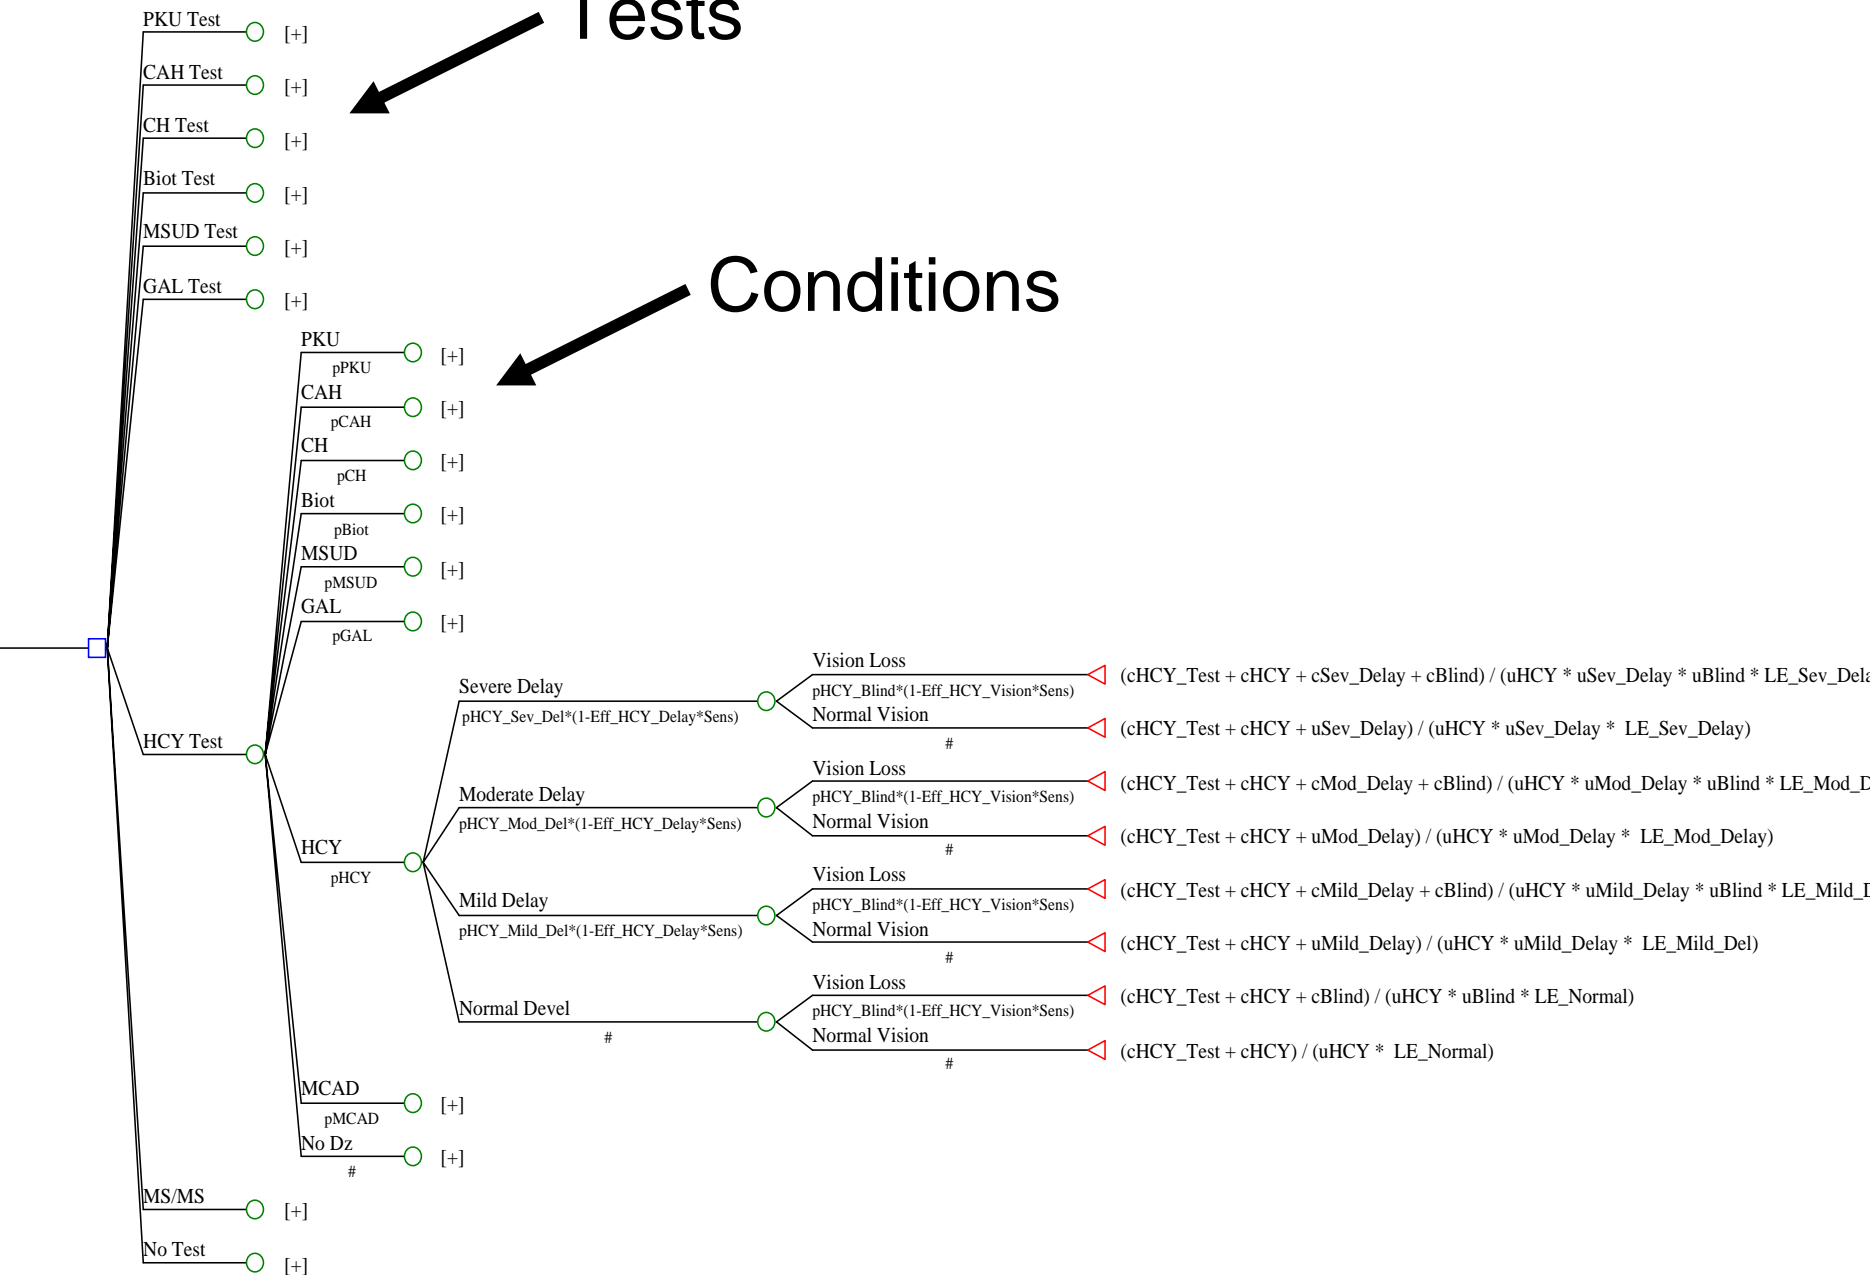 Tests
PKU Test
[+]
CAH Test
[+]
CH Test
[+]
Biot Test
[+]
MSUD Test
[+]
GAL Test
[+]
Conditions
PKU
pPKU
[+]
CAH
pCAH
[+]
CH
pCH
[+]
Biot
pBiot
[+]
MSUD
pMSUD
[+]
GAL
pGAL
[+]
HCY Test
HCY
pHCY
Severe Delay
pHCY_Sev_Del*(1-Eff_HCY_Delay*Sens)
Vision Loss
pHCY_Blind*(1-Eff_HCY_Vision*Sens)
(cHCY_Test + cHCY + cSev_Delay + cBlind) / (uHCY * uSev_Delay * uBlind * LE_Sev_Dela
Normal Vision
#
(cHCY_Test + cHCY + uSev_Delay) / (uHCY * uSev_Delay * LE_Sev_Delay)
Moderate Delay
pHCY_Mod_Del*(1-Eff_HCY_Delay*Sens)
Vision Loss
pHCY_Blind*(1-Eff_HCY_Vision*Sens)
(cHCY_Test + cHCY + cMod_Delay + cBlind) / (uHCY * uMod_Delay * uBlind * LE_Mod_D
Normal Vision
#
(cHCY_Test + cHCY + uMod_Delay) / (uHCY * uMod_Delay * LE_Mod_Delay)
Mild Delay
pHCY_Mild_Del*(1-Eff_HCY_Delay*Sens)
Vision Loss
pHCY_Blind*(1-Eff_HCY_Vision*Sens)
(cHCY_Test + cHCY + cMild_Delay + cBlind) / (uHCY * uMild_Delay * uBlind * LE_Mild_D
Normal Vision
#
(cHCY_Test + cHCY + uMild_Delay) / (uHCY * uMild_Delay * LE_Mild_Del)
Normal Devel
#
Vision Loss
pHCY_Blind*(1-Eff_HCY_Vision*Sens)
(cHCY_Test + cHCY + cBlind) / (uHCY * uBlind * LE_Normal)
Normal Vision
#
(cHCY_Test + cHCY) / (uHCY * LE_Normal)
MCAD
pMCAD
[+]
No Dz
#
[+]
MS/MS
[+]
No Test
[+]